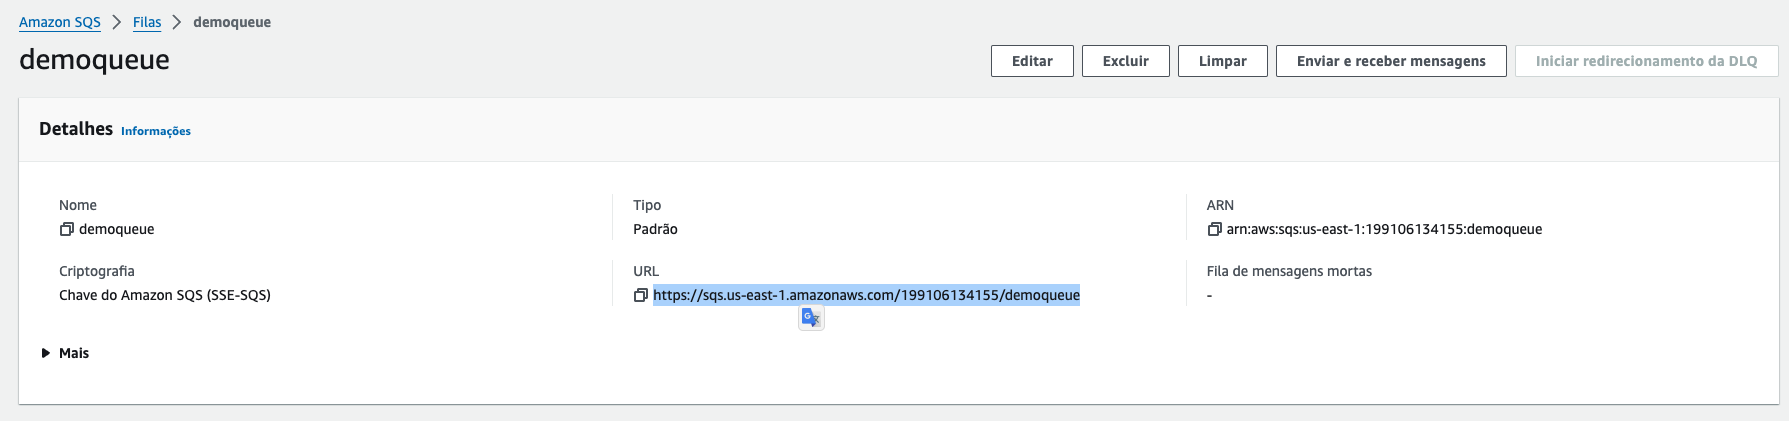 Amazon SQS > Filas > demoqueue
demoqueue
Editar Excluir Limpar Enviar e receber mensagens Iniciar redirecionamento da DLQ
Detalhes Informações
Nome Tipo ARN
demoqueue Padrão arn:aws:sqs:us-east-1:199106134155:demoqueue
Criptografia URL Fila de mensagens mortas
Chave do Amazon SQS (SSE-SQS) https://sqs.us-east-1.amazonaws.com/199106134155/demoqueue -
Mais